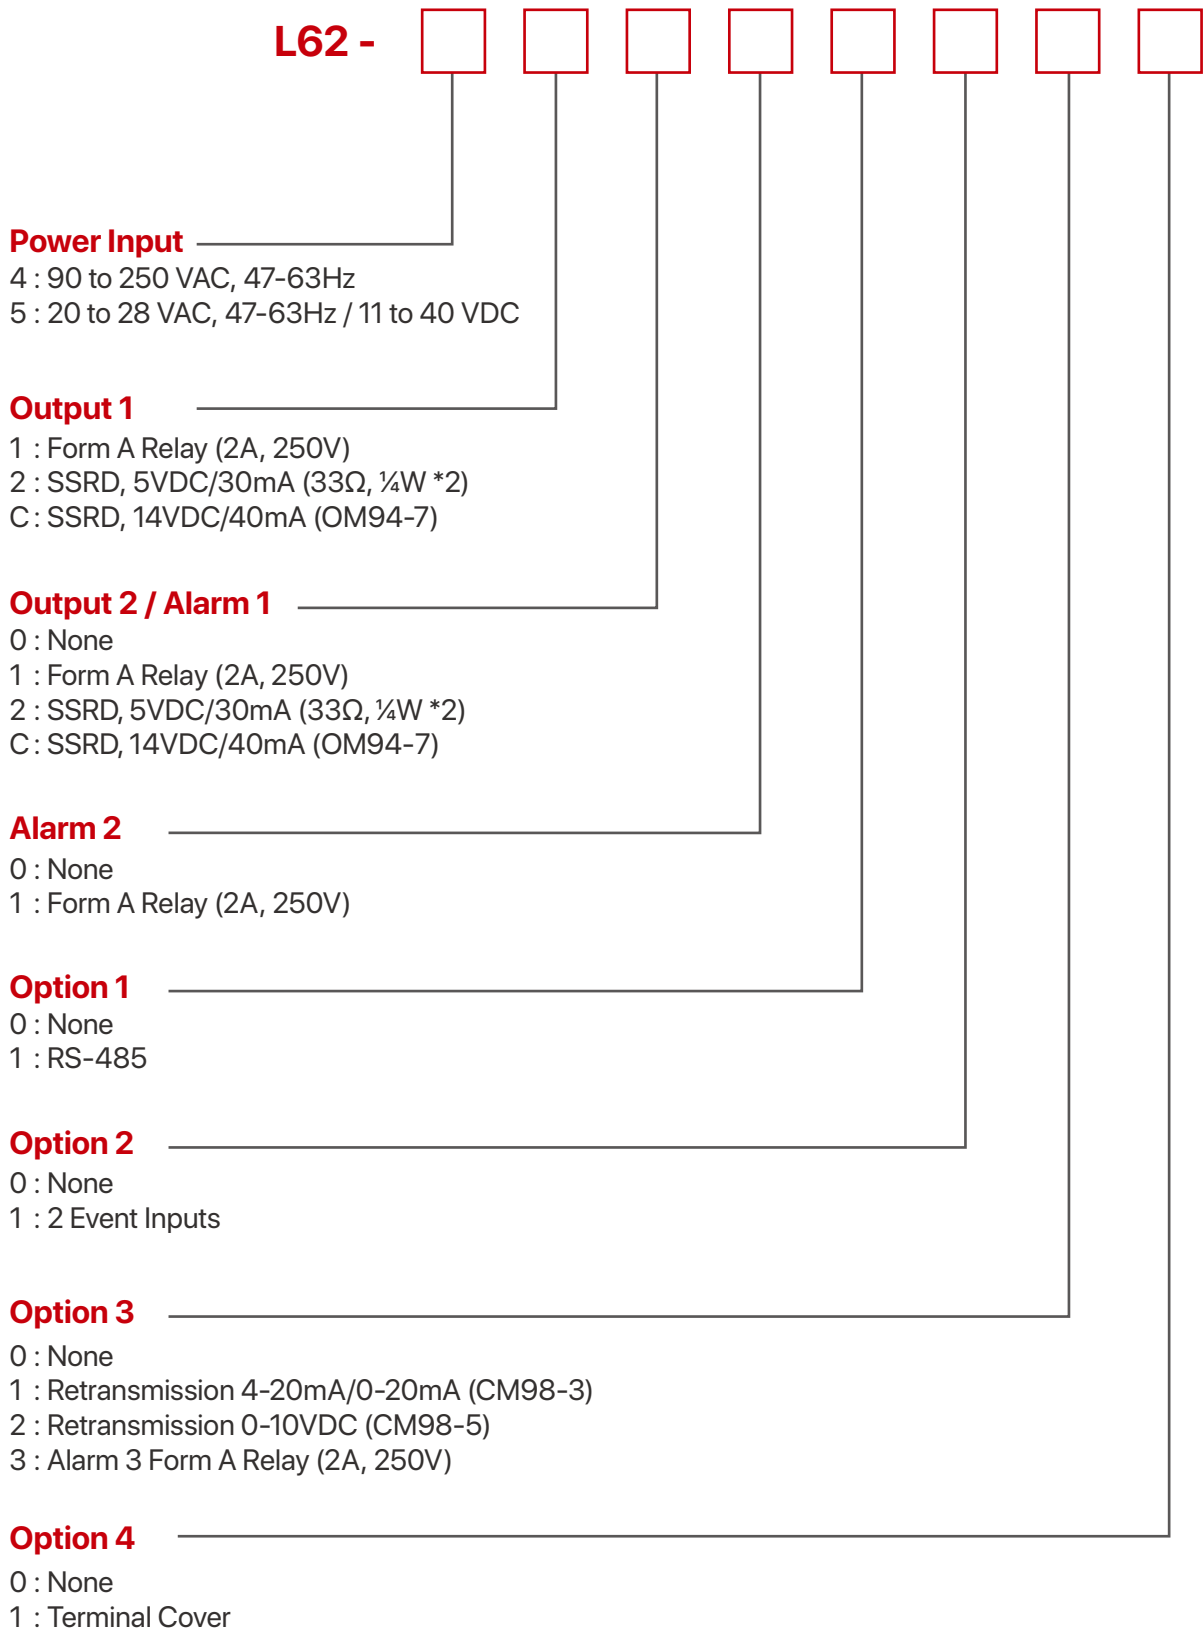 L62 -
Power Input
4 : 90 to 250 VAC, 47-63Hz
5 : 20 to 28 VAC, 47-63Hz / 11 to 40 VDC
Output 1
1 : Form A Relay (2A, 250V)
2 : SSRD, 5VDC/30mA (33Ω, ¼W *2)
C : SSRD, 14VDC/40mA (OM94-7)
Output 2 / Alarm 1
0 : None
1 : Form A Relay (2A, 250V)
2 : SSRD, 5VDC/30mA (33Ω, ¼W *2)
C : SSRD, 14VDC/40mA (OM94-7)
Alarm 2
0 : None
1 : Form A Relay (2A, 250V)
Option 1
0 : None
1 : RS-485
Option 2
0 : None
1 : 2 Event Inputs
Option 3
0 : None
1 : Retransmission 4-20mA/0-20mA (CM98-3)
2 : Retransmission 0-10VDC (CM98-5)
3 : Alarm 3 Form A Relay (2A, 250V)
Option 4
0 : None
1 : Terminal Cover